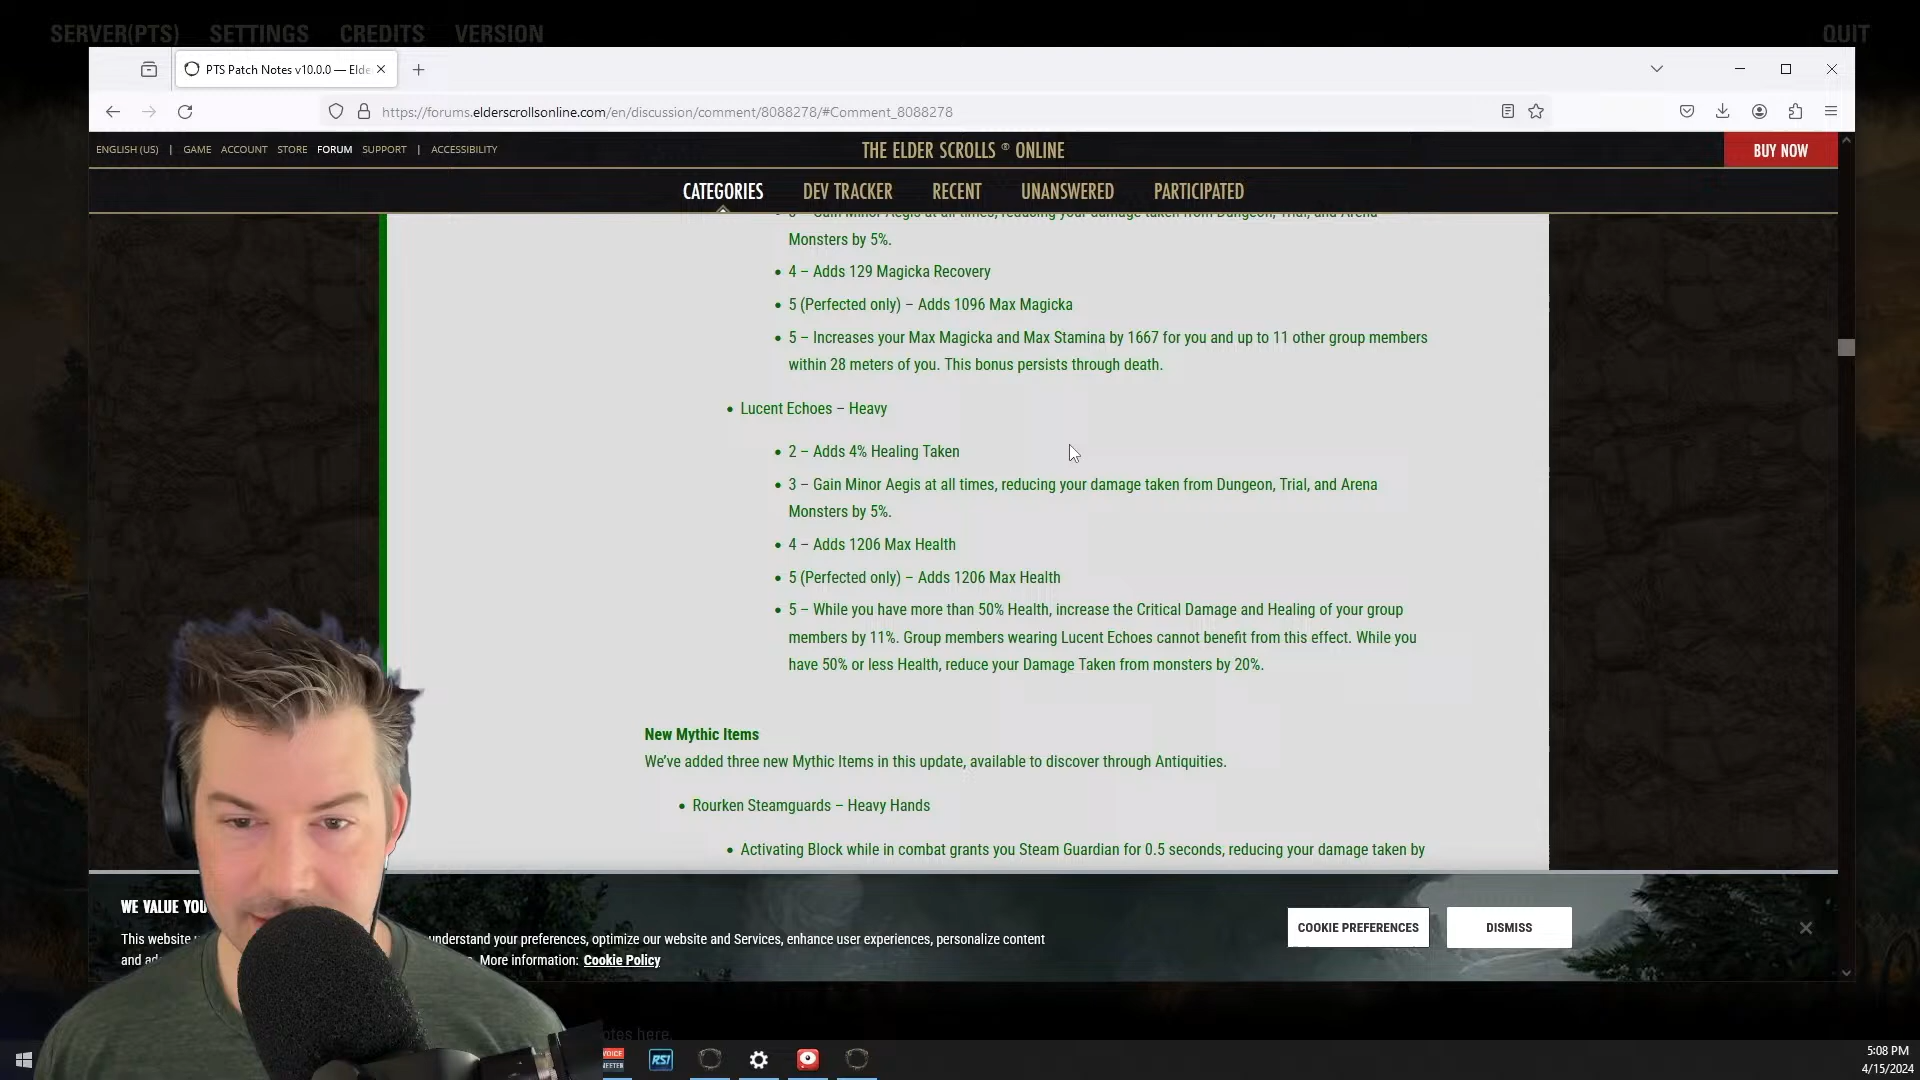 SERVER(PTS) SETTINGS CREDITS VERSION QUIT
PTS Patch Notes v10.0.0 — Elde
https://forums.elderscrollsonline.com/en/discussion/comment/8088278/#Comment_8088278
ENGLISH (US) | GAME ACCOUNT STORE FORUM SUPPORT | ACCESSIBILITY
THE ELDER SCROLLS ® ONLINE
BUY NOW
CATEGORIES DEV TRACKER RECENT UNANSWERED PARTICIPATED
3 – Gain Minor Aegis at all times, reducing your damage taken from Dungeon, Trial, and Arena
Monsters by 5%.
• 4 – Adds 129 Magicka Recovery
• 5 (Perfected only) – Adds 1096 Max Magicka
• 5 – Increases your Max Magicka and Max Stamina by 1667 for you and up to 11 other group members
within 28 meters of you. This bonus persists through death.
• Lucent Echoes – Heavy
• 2 – Adds 4% Healing Taken
• 3 – Gain Minor Aegis at all times, reducing your damage taken from Dungeon, Trial, and Arena
Monsters by 5%.
• 4 – Adds 1206 Max Health
• 5 (Perfected only) – Adds 1206 Max Health
• 5 – While you have more than 50% Health, increase the Critical Damage and Healing of your group
members by 11%. Group members wearing Lucent Echoes cannot benefit from this effect. While you
have 50% or less Health, reduce your Damage Taken from monsters by 20%.
New Mythic Items
We've added three new Mythic Items in this update, available to discover through Antiquities.
• Rourken Steamguards – Heavy Hands
• Activating Block while in combat grants you Steam Guardian for 0.5 seconds, reducing your damage taken by
WE VALUE YOU
This website understand your preferences, optimize our website and Services, enhance user experiences, personalize content
and ad More information: Cookie Policy
COOKIE PREFERENCES
DISMISS
otes here.
VOICE
MEETER
RS1
5:08 PM
4/15/2024